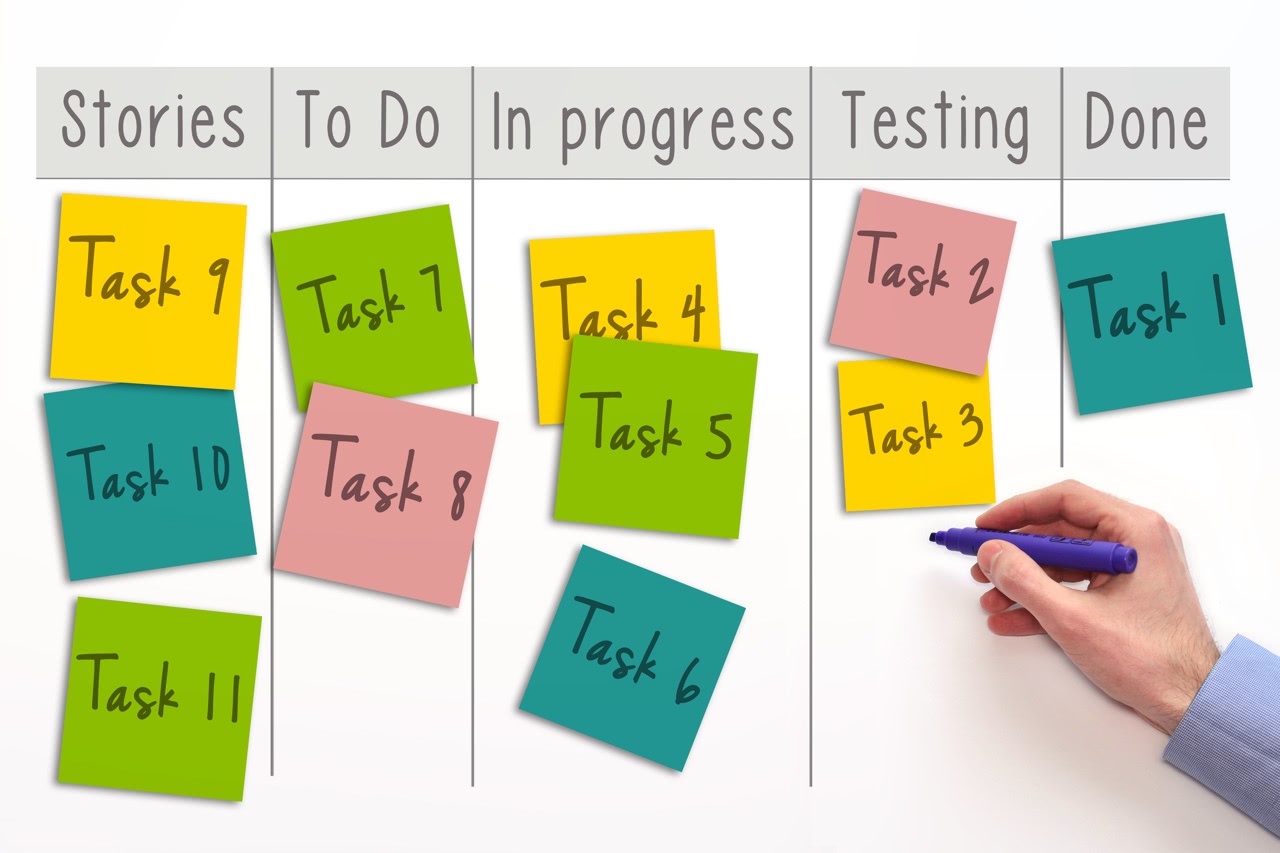 Stories To Do In progress Testing Done
Task 9
Task 10
Task 11
Task 7
Task 8
Task 4
Task 5
Task 6
Task 2
Task 3
Task 1